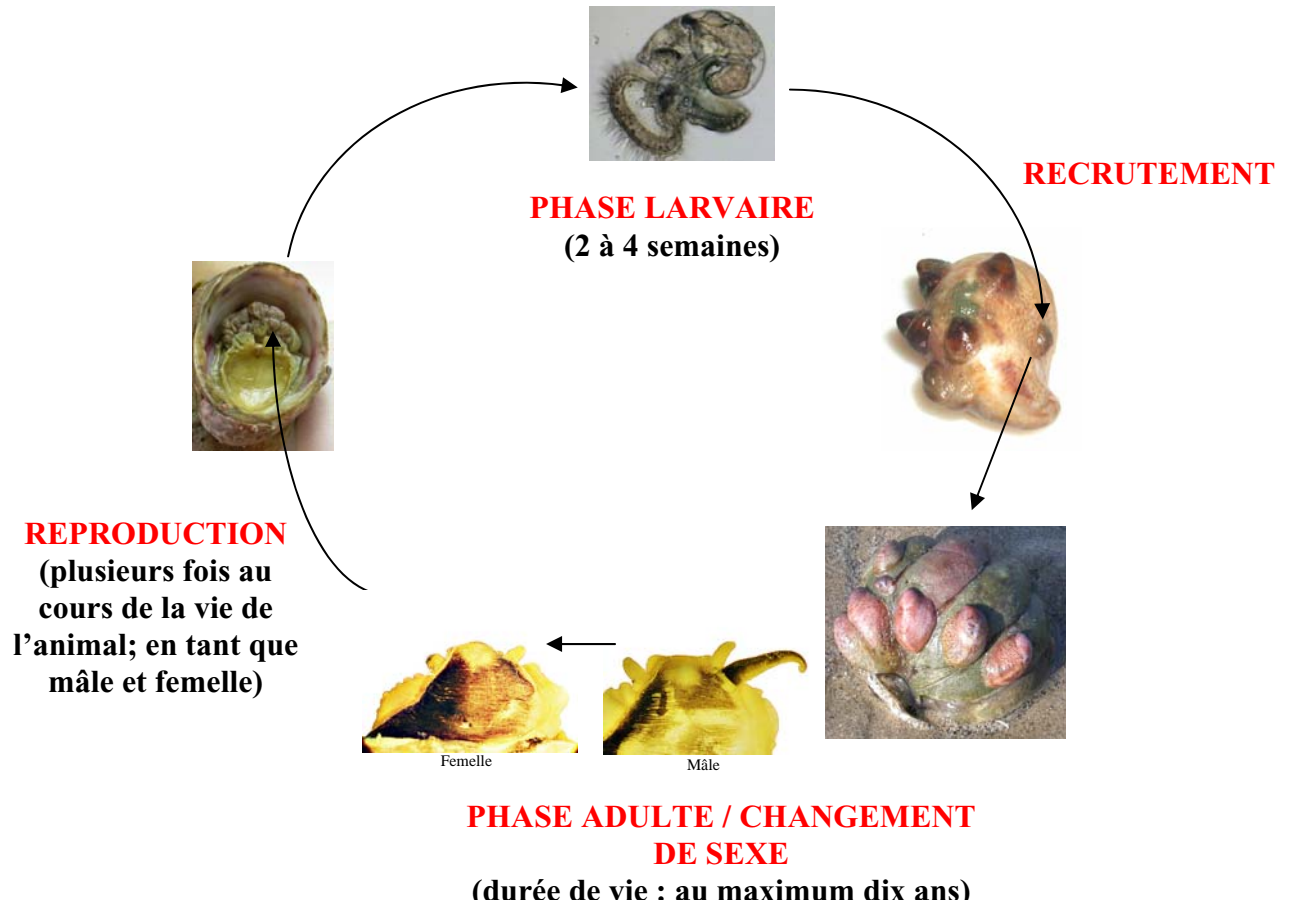 RECRUTEMENT
PHASE LARVAIRE
(2 à 4 semaines)
REPRODUCTION
(plusieurs fois au
cours de la vie de
l'animal; en tant que
mâle et femelle)
Femelle
Mâle
PHASE ADULTE / CHANGEMENT
DE SEXE
(durée de vie : au maximum dix ans)